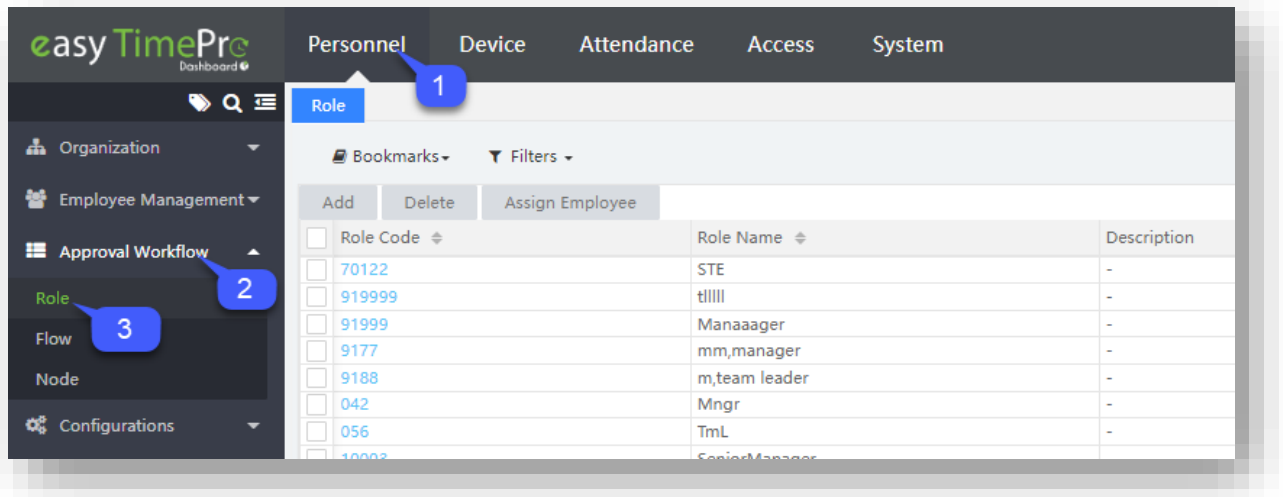 easy TimePro
Dashboard
Personnel Device Attendance Access System
1
Role
Organization
Bookmarks Filters
Employee Management
Add Delete Assign Employee
Role Code Role Name Description
Approval Workflow
2
70122 STE -
Role
919999 tlllll -
3
91999 Manaaager -
Flow
9177 mm,manager -
Node
9188 m,team leader -
042 Mngr -
Configurations
056 TmL -
10003 SeniorManager